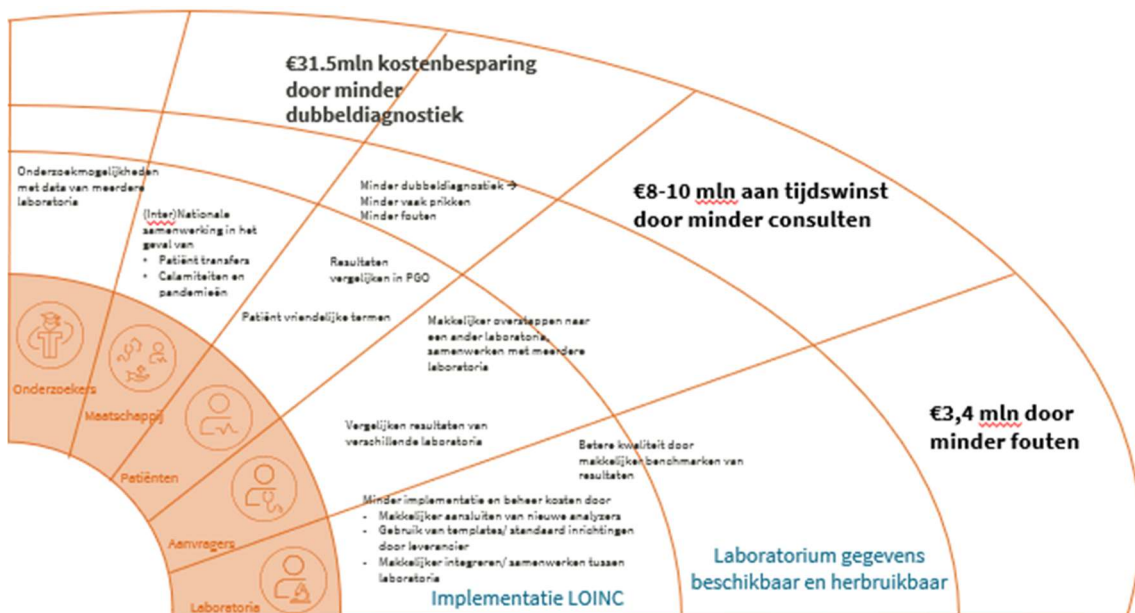 €31.5mln kostenbesparing
door minder
dubbeldiagnostiek
Onderzoekmogelijkheden
met data van meerdere
laboratoria
Minder dubbeldiagnostiek →
Minder vaak prikken
Minder fouten
€8-10 mln aan tijdswinst
door minder consulten
(Inter)Nationale
samenwerking in het
geval van
• Patiënt transfers
• Calamiteiten en
pandemieën
Resultaten
vergelijken in PGO
Patiënt vriendelijke termen
Makkelijker overstappen naar
een ander laboratoria,
samenwerken met meerdere
laboratoria
Onderzoekers
Maatschappij
€3,4 mln door
minder fouten
Vergelijken resultaten van
verschillende laboratoria
Betere kwaliteit door
makkelijker benchmarken van
resultaten
Patiënten
Minder implementatie en beheer kosten door
- Makkelijker aansluiten van nieuwe analyzers
- Gebruik van templates/ standaard inrichtingen
door leverancier
- Makkelijker integreren/ samenwerken tussen
laboratoria
Aanvragers
Laboratoria
Implementatie LOINC
Laboratorium gegevens
beschikbaar en herbruikbaar